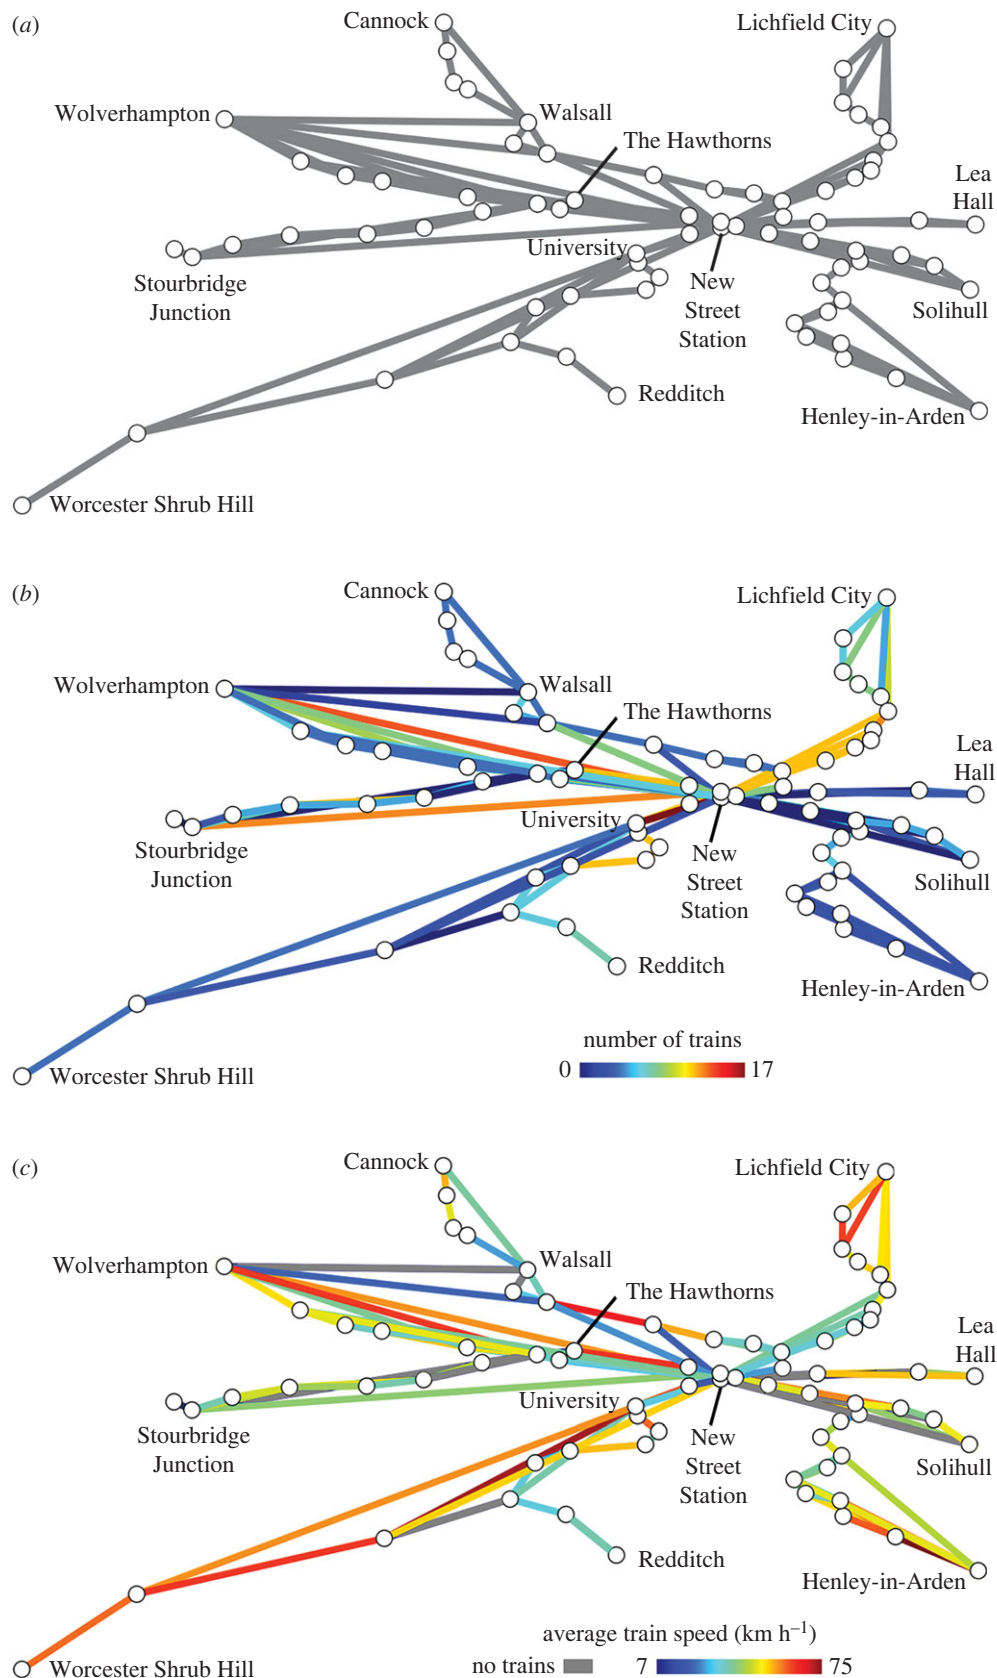 (a)
Cannock
Lichfield City
Wolverhampton
Walsall
The Hawthorns
Lea
Hall
University
Stourbridge
Junction
New
Street
Station
Solihull
Redditch
Henley-in-Arden
Worcester Shrub Hill
(b)
Cannock
Lichfield City
Wolverhampton
Walsall
The Hawthorns
Lea
Hall
University
Stourbridge
Junction
New
Street
Station
Solihull
Redditch
Henley-in-Arden
number of trains
0 17
Worcester Shrub Hill
(c)
Cannock
Lichfield City
Wolverhampton
Walsall
The Hawthorns
Lea
Hall
University
Stourbridge
Junction
New
Street
Station
Solihull
Redditch
Henley-in-Arden
average train speed (km h⁻¹)
Worcester Shrub Hill
no trains 7 75